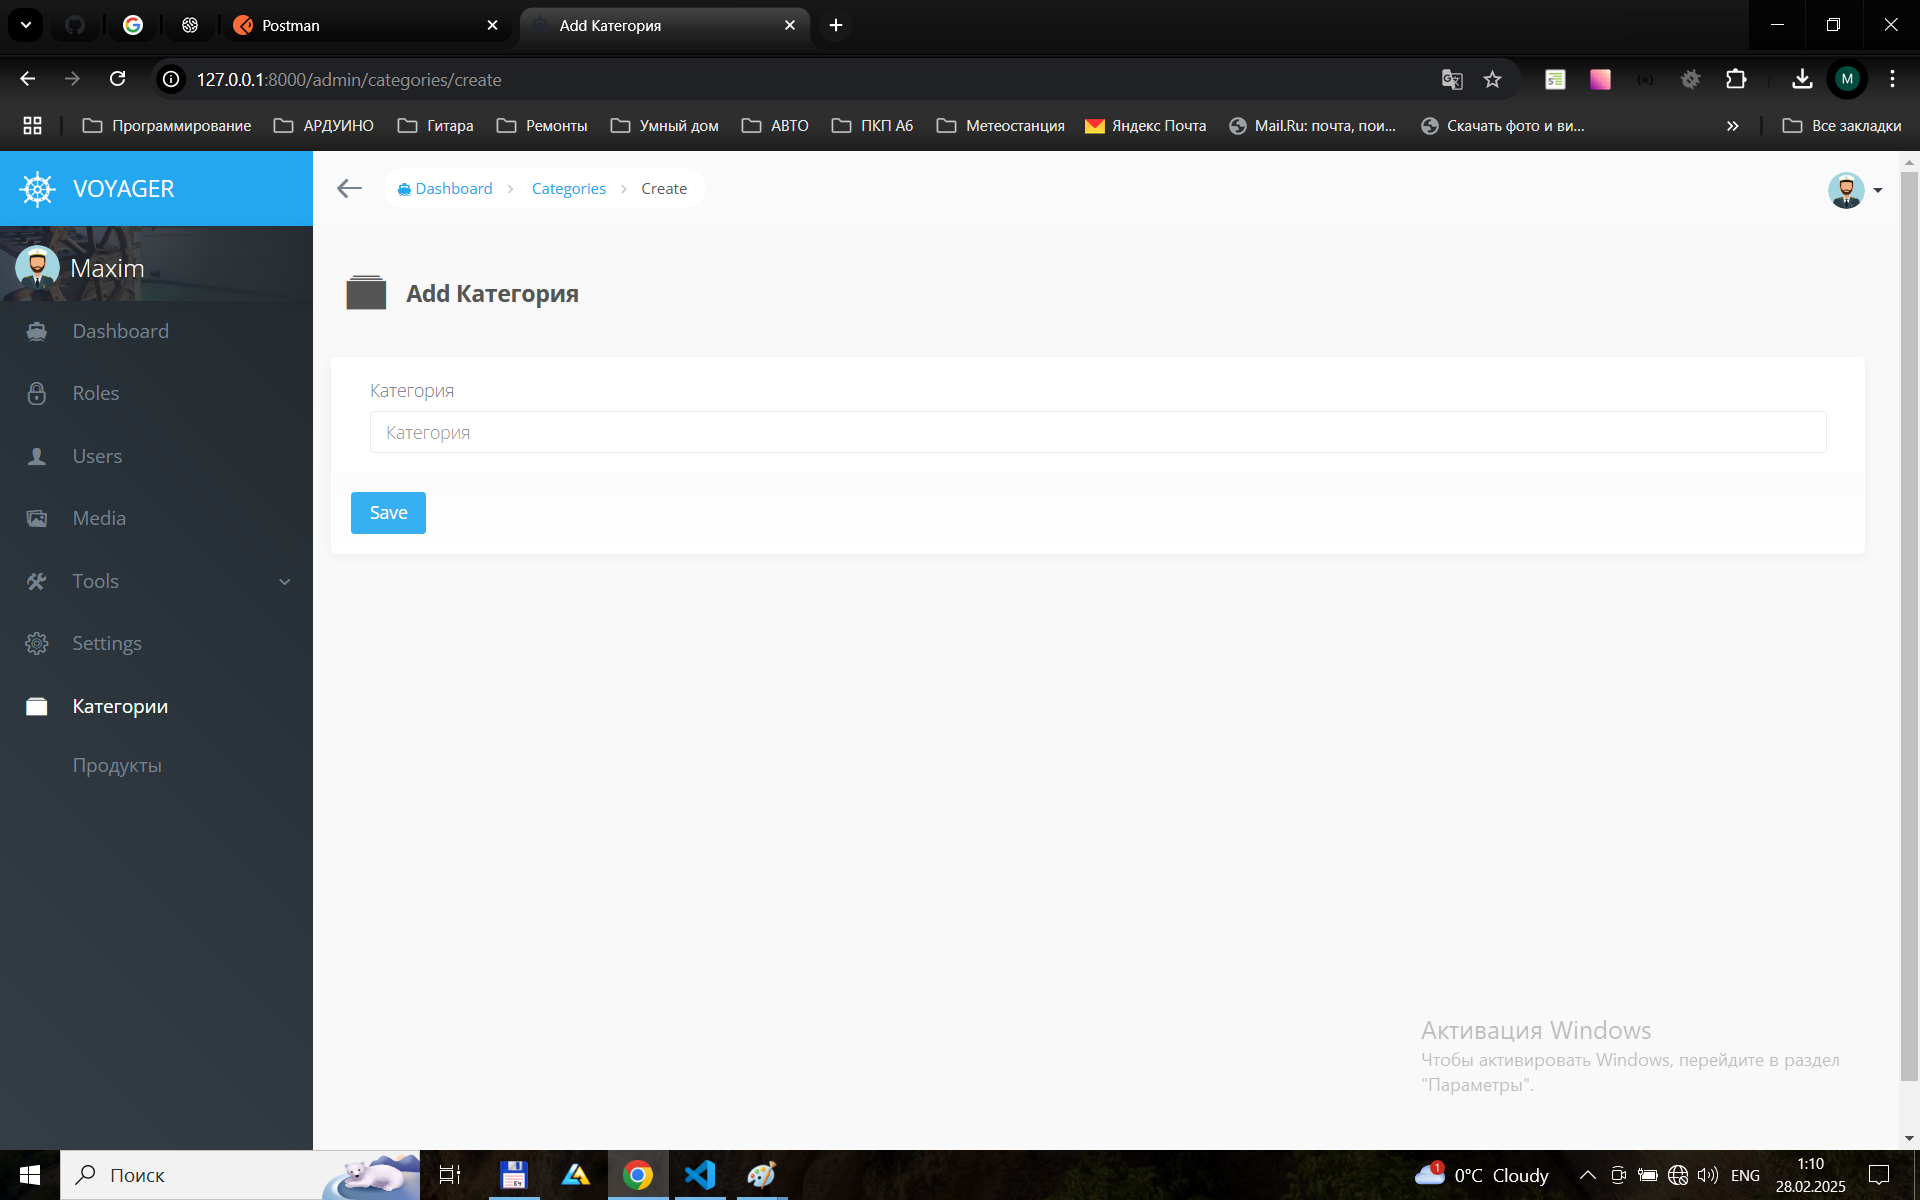 Postman
Add Категория
127.0.0.1:8000/admin/categories/create
M
Программирование
АРДУИНО
Гитара
Ремонты
Умный дом
АВТО
ПКП А6
Метеостанция
Яндекс Почта
Mail.Ru: почта, пои...
Скачать фото и ви...
Все закладки
VOYAGER
Dashboard
Categories
Create
Maxim
Add Категория
Dashboard
Roles
Users
Media
Tools
Settings
Категории
Продукты
Категория
Категория
Save
Активация Windows
Чтобы активировать Windows, перейдите в раздел
"Параметры".
Поиск
64
1
0°C Cloudy
ENG
1:10
28.02.2025